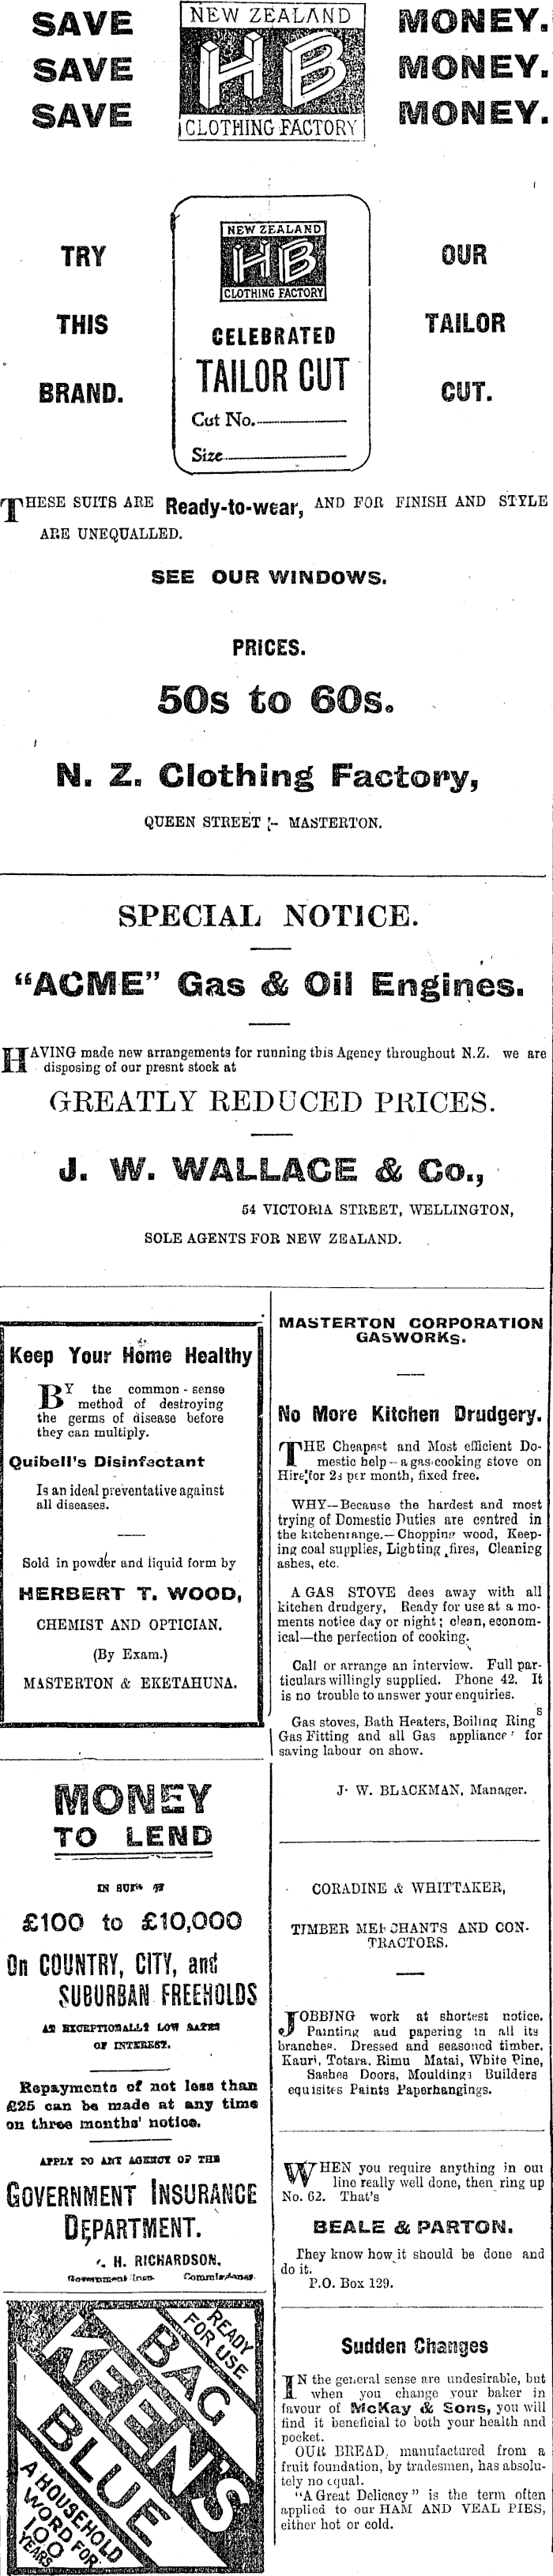 SAVE
SAVE
SAVE
NEW ZEALAND
HB
CLOTHING FACTORY
MONEY.
MONEY.
MONEY.
TRY
THIS
BRAND.
NEW ZEALAND
HB
CLOTHING FACTORY
CELEBRATED
TAILOR CUT
Cut No.
Size
OUR
TAILOR
CUT.
THESE SUITS ARE Ready-to-wear, AND FOR FINISH AND STYLE
ARE UNEQUALLED.
SEE OUR WINDOWS.
PRICES.
50s to 60s.
N. Z. Clothing Factory,
QUEEN STREET :- MASTERTON.
SPECIAL NOTICE.
"ACME" Gas & Oil Engines.
HAVING made new arrangements for running this Agency throughout N.Z. we are
disposing of our presnt stock at
GREATLY REDUCED PRICES.
J. W. WALLACE & Co.,
54 VICTORIA STREET, WELLINGTON,
SOLE AGENTS FOR NEW ZEALAND.
Keep Your Home Healthy
BY the common-sense
method of destroying
the germs of disease before
they can multiply.
Quibell's Disinfectant
Is an ideal preventative against
all diseases.
Sold in powder and liquid form by
HERBERT T. WOOD,
CHEMIST AND OPTICIAN.
(By Exam.)
MASTERTON & EKETAHUNA.
MONEY
TO LEND
IN SUMS OF
£100 to £10,000
On COUNTRY, CITY, and
SUBURBAN FREEHOLDS
AT EXCEPTIONALLY LOW RATES
OF INTEREST.
Repayments of not less than
£25 can be made at any time
on three months' notice.
APPLY TO ANY AGENCY OF THE
GOVERNMENT INSURANCE
DEPARTMENT.
H. RICHARDSON,
Government Insce. Commissioner.
READY
FOR USE
BAG
KEEN'S
BLUE
A HOUSEHOLD
WORD FOR
100
YEARS
MASTERTON CORPORATION
GASWORKS.
No More Kitchen Drudgery.
THE Cheapest and Most efficient Do-
mestic help—a gas-cooking stove on
Hire for 2s per month, fixed free.
WHY—Because the hardest and most
trying of Domestic Duties are centred in
the kitchen range.—Chopping wood, Keep-
ing coal supplies, Lighting fires, Cleaning
ashes, etc.
A GAS STOVE does away with all
kitchen drudgery, Ready for use at a mo-
ments notice day or night; clean, econom-
ical—the perfection of cooking.
Call or arrange an interview. Full par-
ticulars willingly supplied. Phone 42. It
is no trouble to answer your enquiries.
Gas stoves, Bath Heaters, Boiling Rings
Gas Fitting and all Gas appliances for
saving labour on show.
J. W. BLACKMAN, Manager.
CORADINE & WHITTAKER,
TIMBER MERCHANTS AND CON-
TRACTORS.
JOBBING work at shortest notice.
Painting and papering in all its
branches. Dressed and seasoned timber.
Kauri, Totara. Rimu Matai, White Pine,
Sashes Doors, Mouldings Builders
equisites Paints Paperhangings.
WHEN you require anything in our
line really well done, then ring up
No. 62. That's
BEALE & PARTON.
They know how it should be done and
do it.
P.O. Box 129.
Sudden Changes
IN the general sense are undesirable, but
when you change your baker in
favour of McKay & Sons, you will
find it beneficial to both your health and
pocket.
OUR BREAD, manufactured from a
fruit foundation, by tradesmen, has absolu-
tely no equal.
"A Great Delicacy" is the term often
applied to our HAM AND VEAL PIES,
either hot or cold.